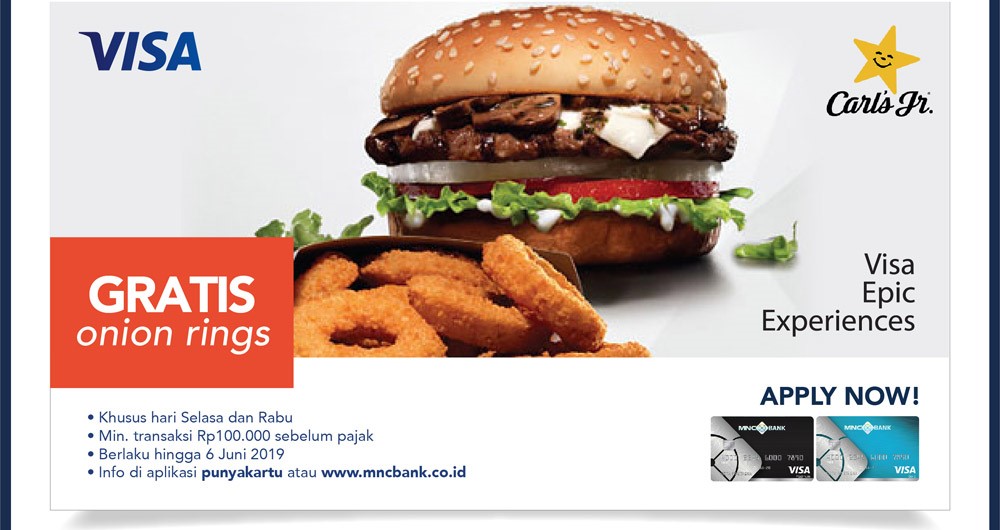 VISA
Carl's Jr.
Visa
Epic
Experiences
GRATIS
onion rings
• Khusus hari Selasa dan Rabu
• Min. transaksi Rp100.000 sebelum pajak
• Berlaku hingga 6 Juni 2019
• Info di aplikasi punyakartu atau www.mncbank.co.id
APPLY NOW!
MNC BANK
VISA
MNC BANK
VISA